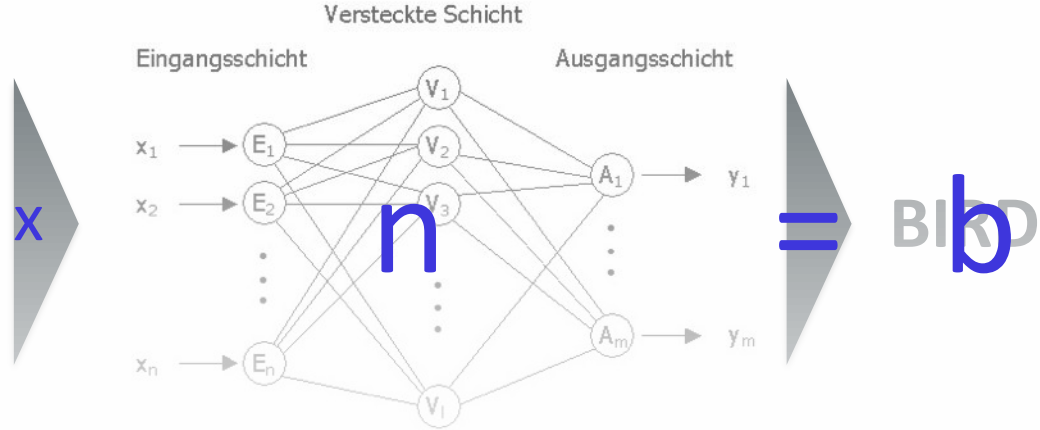 Versteckte Schicht
Eingangsschicht
Ausgangsschicht
V1
x1 E1 V2
A1 y1
x2 E2 V3
x n = b
BIRD
Am ym
xn En
Vl